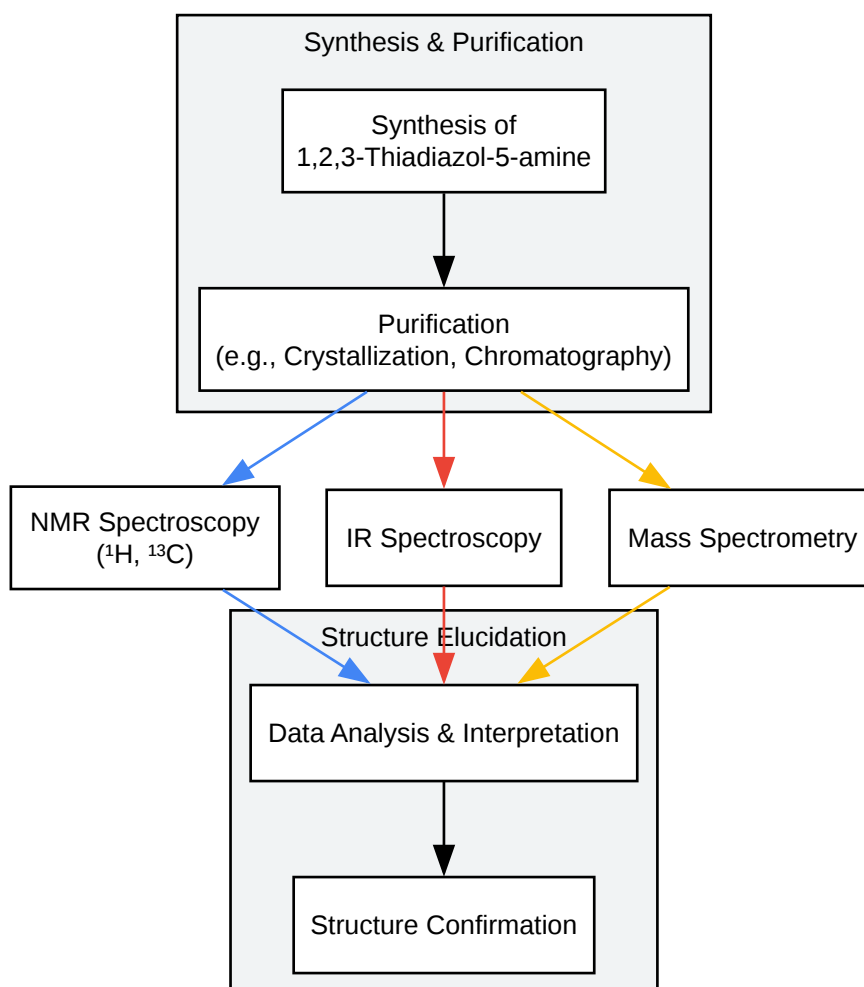 Synthesis & Purification
Synthesis of
1,2,3-Thiadiazol-5-amine
Purification
(e.g., Crystallization, Chromatography)
NMR Spectroscopy
(¹H, ¹³C)
IR Spectroscopy
Mass Spectrometry
Structure Elucidation
Data Analysis & Interpretation
Structure Confirmation